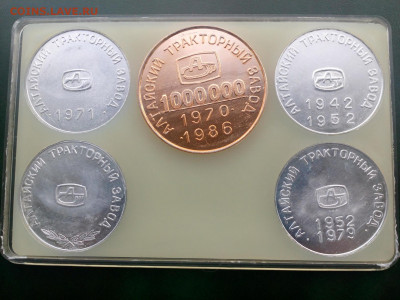 COINS.LAVE.RU
АЛТАЙСКИЙ ТРАКТОРНЫЙ ЗАВОД
1971
АЛТАЙСКИЙ ТРАКТОРНЫЙ ЗАВОД
1000000
1970-
1986
АЛТАЙСКИЙ ТРАКТОРНЫЙ ЗАВОД
1942
1952
АЛТАЙСКИЙ ТРАКТОРНЫЙ ЗАВОД
АЛТАЙСКИЙ ТРАКТОРНЫЙ ЗАВОД
1952
1979